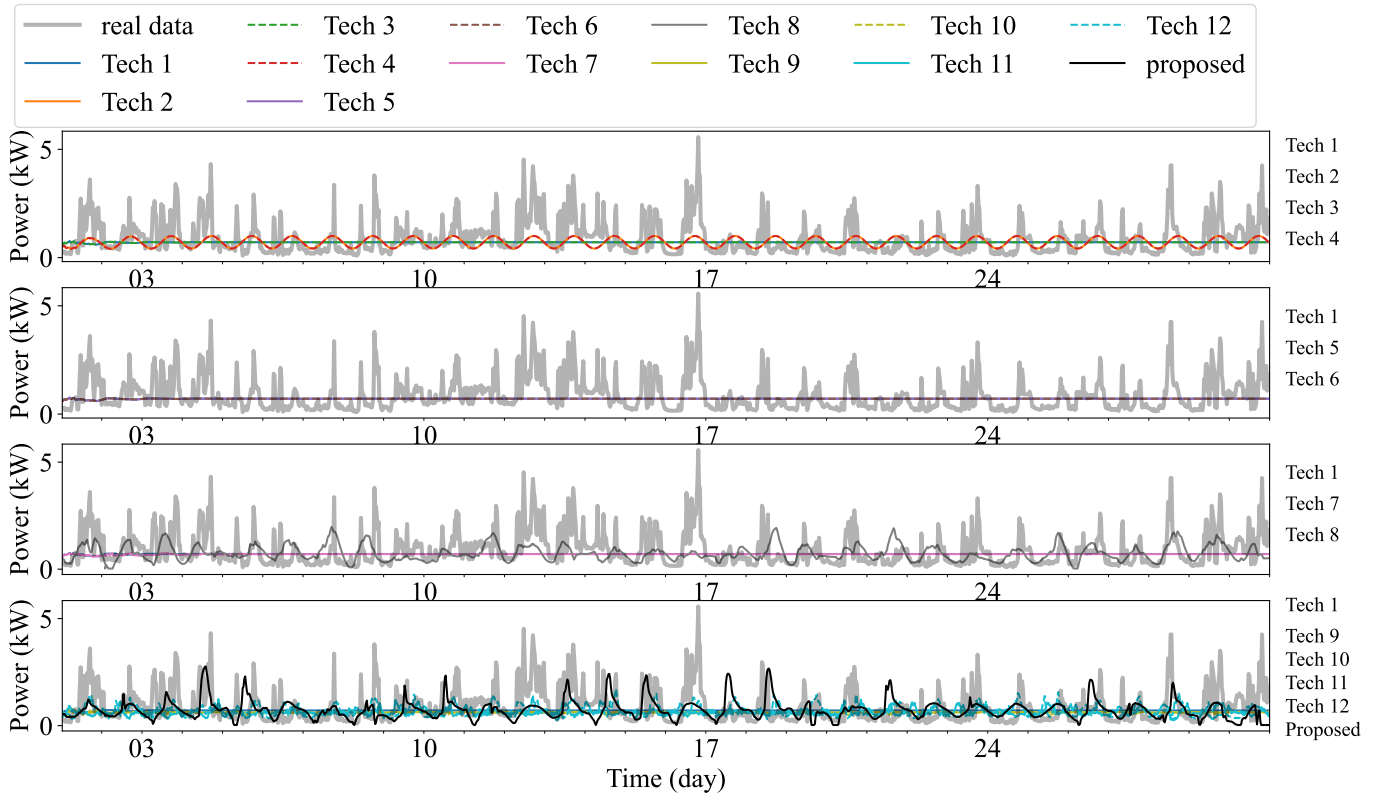 real data Tech 3 Tech 6 Tech 8 Tech 10 Tech 12
Tech 1 Tech 4 Tech 7 Tech 9 Tech 11 proposed
Tech 2 Tech 5
Power (kW)
5
0
03 10 17 24
Tech 1
Tech 2
Tech 3
Tech 4
Power (kW)
5
0
03 10 17 24
Tech 1
Tech 5
Tech 6
Power (kW)
5
0
03 10 17 24
Tech 1
Tech 7
Tech 8
Power (kW)
5
0
03 10 17 24
Tech 1
Tech 9
Tech 10
Tech 11
Tech 12
Proposed
Time (day)